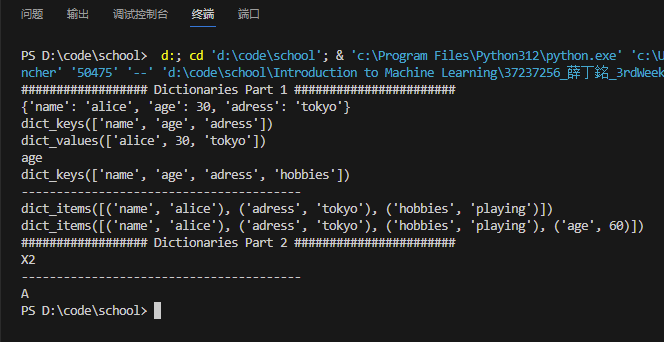 问题 输出 调试控制台 终端 端口
PS D:\code\school>  d:; cd 'd:\code\school'; & 'c:\Program Files\Python312\python.exe' 'c:\U
ncher' '50475' '--' 'd:\code\school\Introduction to Machine Learning\37237256_薛丁銘_3rdWeek
################## Dictionaries Part 1 #######################
{'name': 'alice', 'age': 30, 'adress': 'tokyo'}
dict_keys(['name', 'age', 'adress'])
dict_values(['alice', 30, 'tokyo'])
age
dict_keys(['name', 'age', 'adress', 'hobbies'])
----------------------------------------
dict_items([('name', 'alice'), ('adress', 'tokyo'), ('hobbies', 'playing')])
dict_items([('name', 'alice'), ('adress', 'tokyo'), ('hobbies', 'playing'), ('age', 60)])
################## Dictionaries Part 2 #######################
X2
----------------------------------------
A
PS D:\code\school>